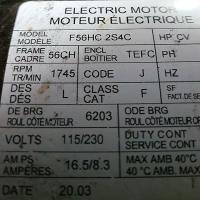 ELECTRIC MOTOR
MOTEUR ÉLECTRIQUE
MODEL MODÈLE F56HC 2S4C HP CV
FRAME CADRE 56CH ENCL BOÎTIER TEFC PH
RPM TR/MIN 1745 CODE J HZ
DES DÉS L CLASS CAT F SF FACT. DE SE
DE BRG ROUL CÔTÉ MOTEUR 6203 ODE BRG ROUL CÔTÉ OP
VOLTS 115/230 DUTY CONT SERVICE CONT
AMPS AMPÈRES 16.5/8.3 MAX AMB 40°C 40 °C AMB. MAX
DATE 20.03